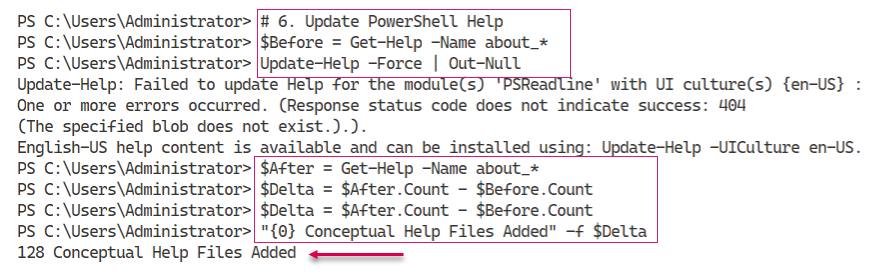 PS C:\Users\Administrator> # 6. Update PowerShell Help
PS C:\Users\Administrator> $Before = Get-Help -Name about_*
PS C:\Users\Administrator> Update-Help -Force | Out-Null
Update-Help: Failed to update Help for the module(s) 'PSReadline' with UI culture(s) {en-US} :
One or more errors occurred. (Response status code does not indicate success: 404
(The specified blob does not exist.).).
English-US help content is available and can be installed using: Update-Help -UICulture en-US.
PS C:\Users\Administrator> $After = Get-Help -Name about_*
PS C:\Users\Administrator> $Delta = $After.Count - $Before.Count
PS C:\Users\Administrator> $Delta = $After.Count - $Before.Count
PS C:\Users\Administrator> "{0} Conceptual Help Files Added" -f $Delta
128 Conceptual Help Files Added